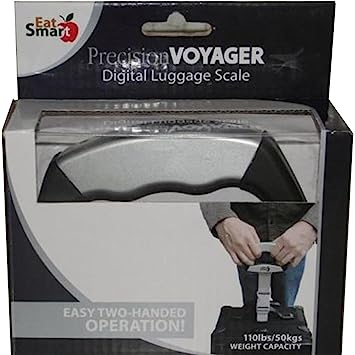 Eat
Smart
PrecisionVOYAGER
Digital Luggage Scale
EASY TWO-HANDED
OPERATION!
110lbs/50kgs
WEIGHT CAPACITY